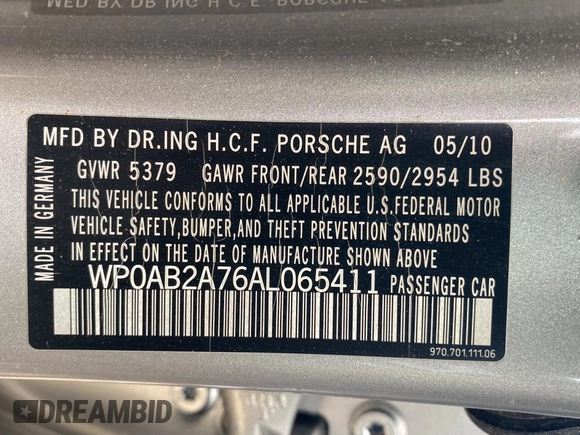 MFD BY DR.ING H.C.F. PORSCHE AG 05/10
GVWR 5379 GAWR FRONT/REAR 2590/2954 LBS
THIS VEHICLE CONFORMS TO ALL APPLICABLE U.S.FEDERAL MOTOR
VEHICLE SAFETY,BUMPER,AND THEFT PREVENTION STANDARDS
IN EFFECT ON THE DATE OF MANUFACTURE SHOWN ABOVE.
WP0AB2A76AL065411 PASSENGER CAR
MADE IN GERMANY
970.701.111.06
DREAMBID